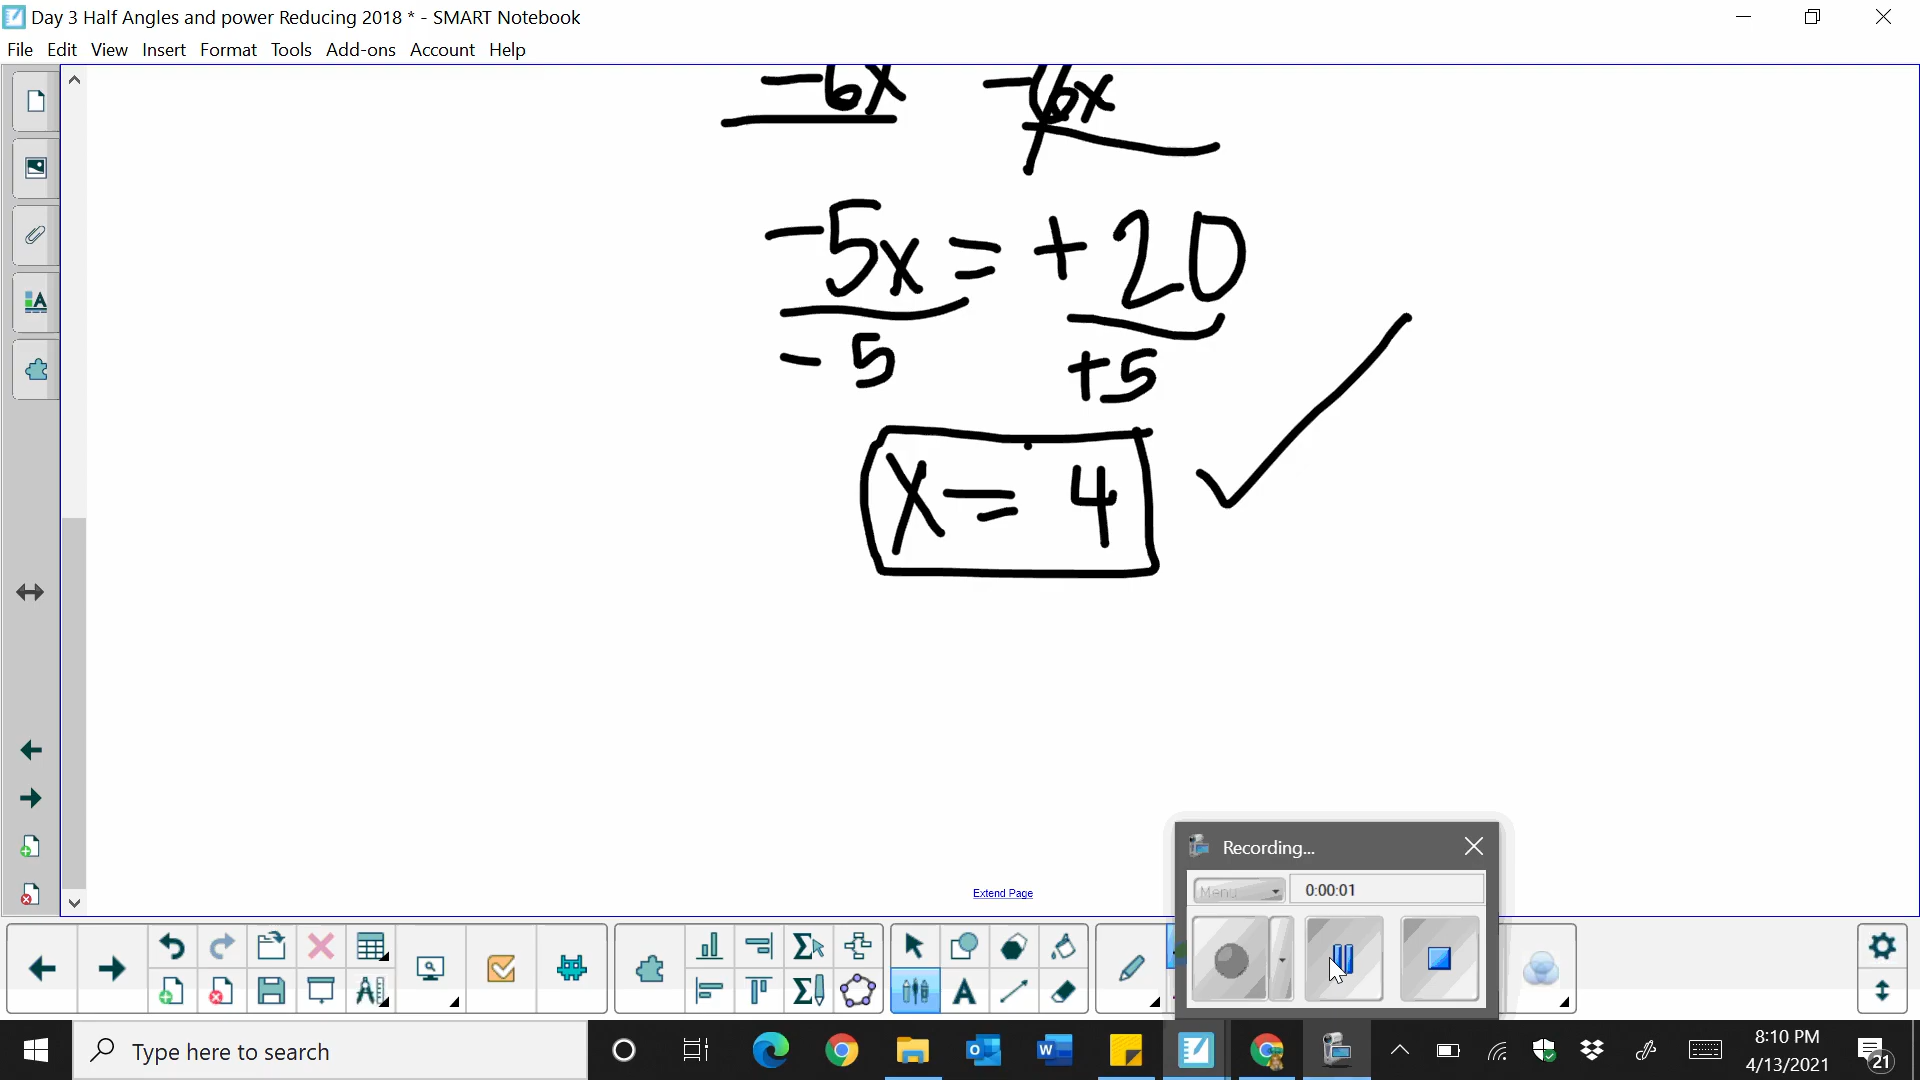 Day 3 Half Angles and power Reducing 2018 * - SMART Notebook
File Edit View Insert Format Tools Add-ons Account Help
-6x -6x
-5x = +20
-5 +5
x = 4
Extend Page
Recording...
Menu 0:00:01
Type here to search
8:10 PM
4/13/2021
21